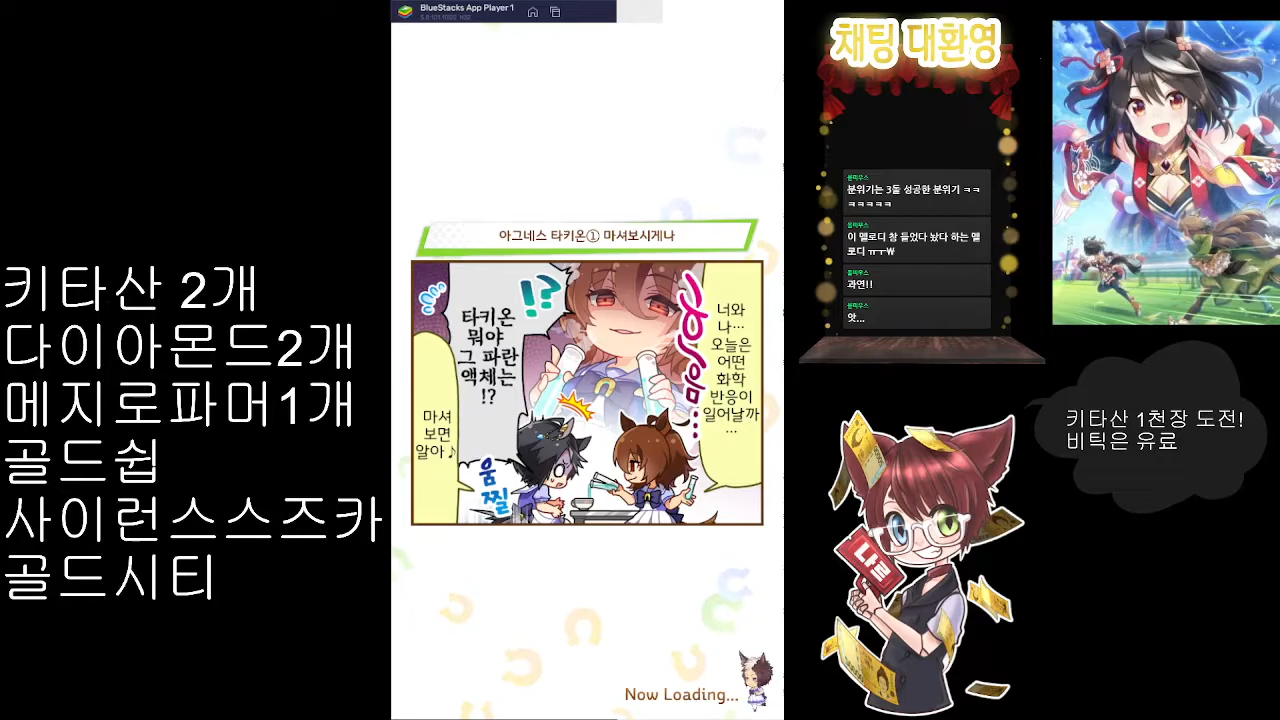 키타산 2개
다이아몬드2개
메지로파머1개
골드쉽
사이런스스즈카
골드시티
BlueStacks App Player 1
아그네스 타키온① 마셔보시게나
너와
나…
오늘은
어떤
화학
반응이
일어날까
…
!?
타키온
뭐야
그 파란
액체는
!?
마셔
보면
알아♪
움찔
Now Loading...
채팅 대환영
분위기는 3돌 성공한 분위기 ㅋㅋ
ㅋㅋㅋㅋㅋ
이 멜로디 참 들었다 놨다 하는 멜
로디 ㅠㅜ₩
과연!!
앗...
나르
키타산 1천장 도전!
비틱은 유료